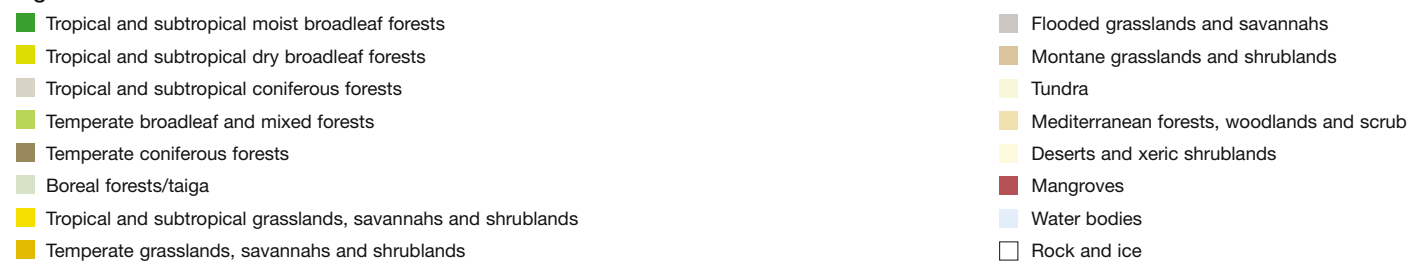 Tropical and subtropical moist broadleaf forests
Tropical and subtropical dry broadleaf forests
Tropical and subtropical coniferous forests
Temperate broadleaf and mixed forests
Temperate coniferous forests
Boreal forests/taiga
Tropical and subtropical grasslands, savannahs and shrublands
Temperate grasslands, savannahs and shrublands
Flooded grasslands and savannahs
Montane grasslands and shrublands
Tundra
Mediterranean forests, woodlands and scrub
Deserts and xeric shrublands
Mangroves
Water bodies
Rock and ice